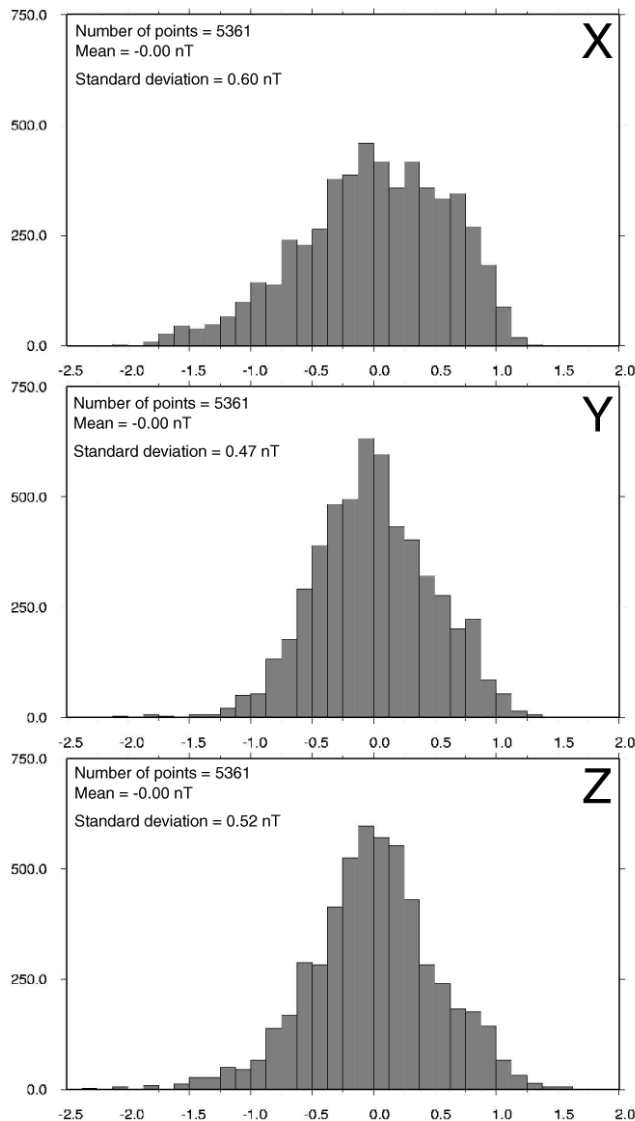 750.0
Number of points = 5361
X
Mean = -0.00 nT
Standard deviation = 0.60 nT
500.0
250.0
0.0
-2.5 -2.0 -1.5 -1.0 -0.5 0.0 0.5 1.0 1.5 2.0
750.0
Number of points = 5361
Y
Mean = -0.00 nT
Standard deviation = 0.47 nT
500.0
250.0
0.0
-2.5 -2.0 -1.5 -1.0 -0.5 0.0 0.5 1.0 1.5 2.0
750.0
Number of points = 5361
Z
Mean = -0.00 nT
Standard deviation = 0.52 nT
500.0
250.0
0.0
-2.5 -2.0 -1.5 -1.0 -0.5 0.0 0.5 1.0 1.5 2.0